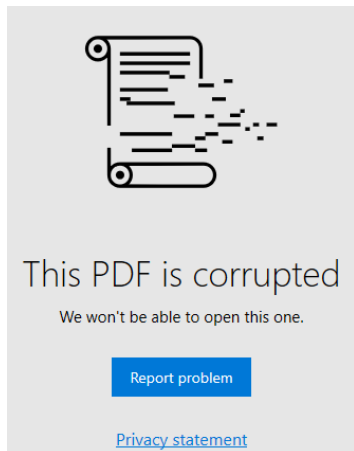 This PDF is corrupted
We won't be able to open this one.
Report problem
Privacy statement